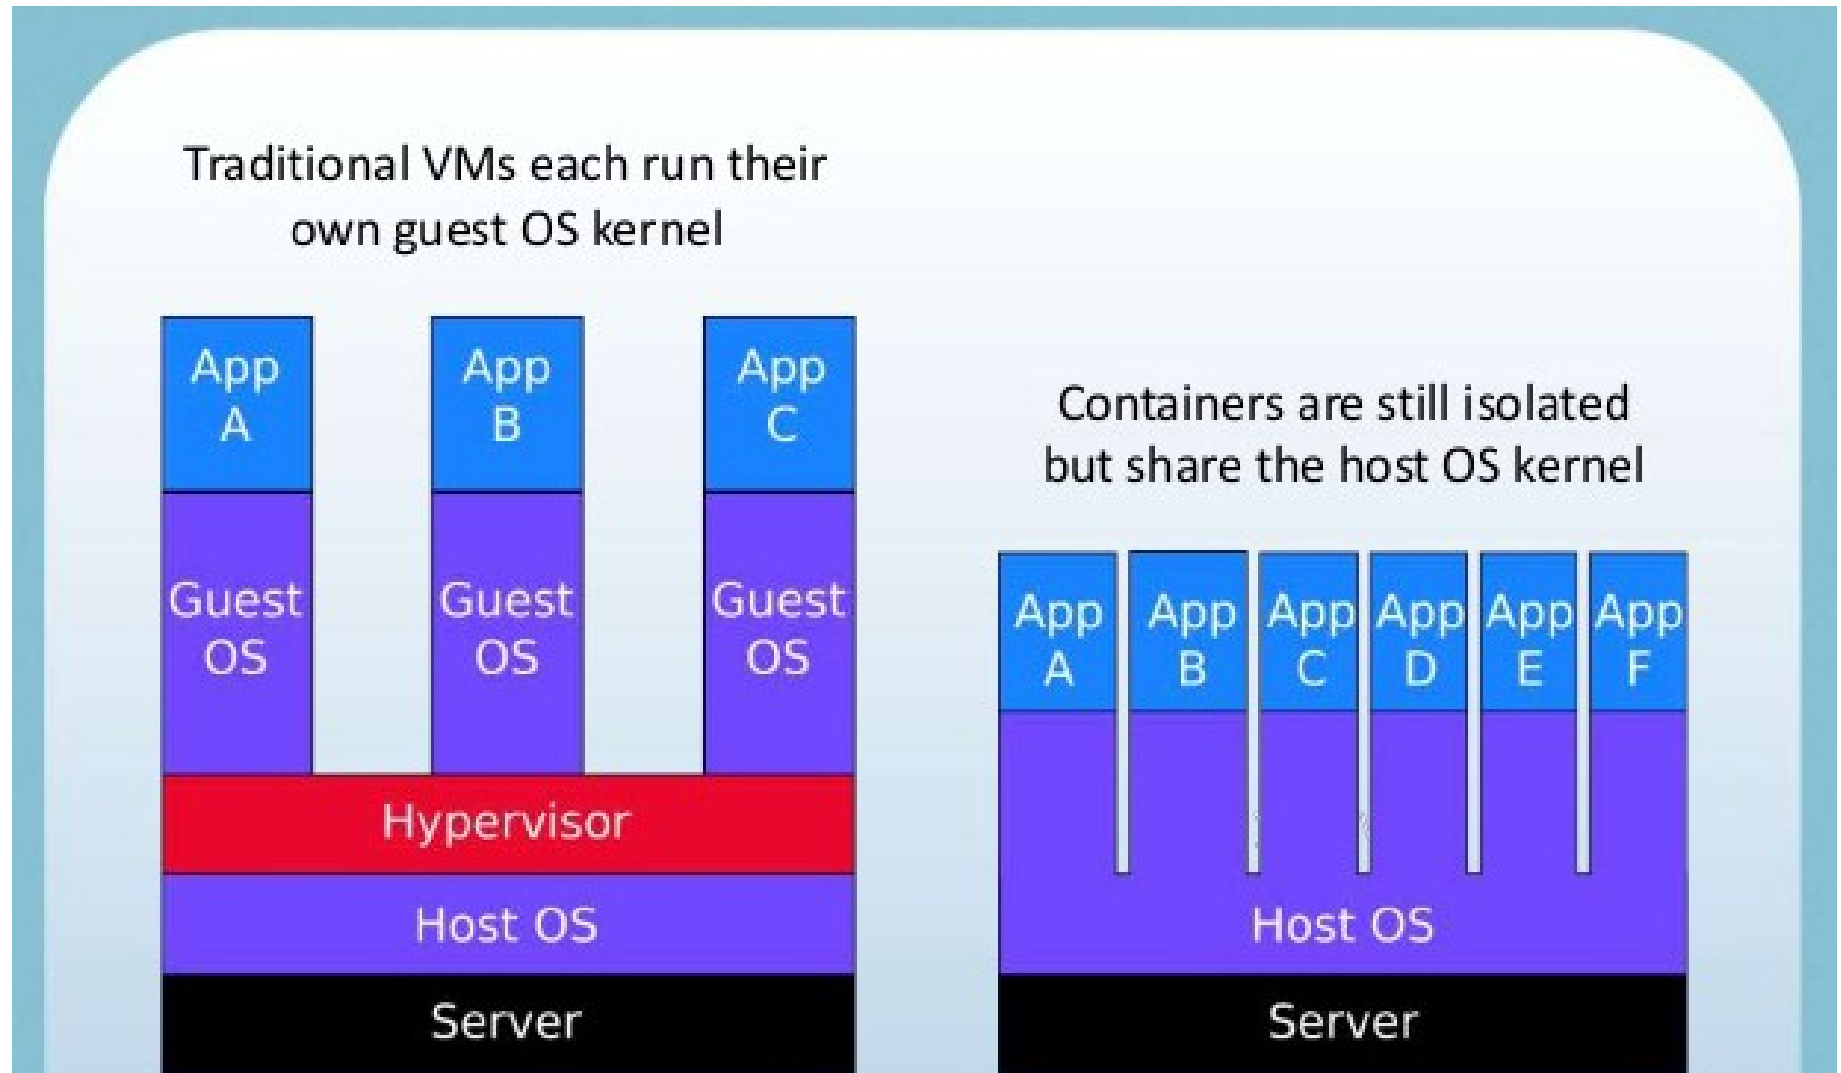 Traditional VMs each run their
own guest OS kernel
App
A
App
B
App
C
Guest
OS
Guest
OS
Guest
OS
Hypervisor
Host OS
Server
Containers are still isolated
but share the host OS kernel
App
A
App
B
App
C
App
D
App
E
App
F
Host OS
Server